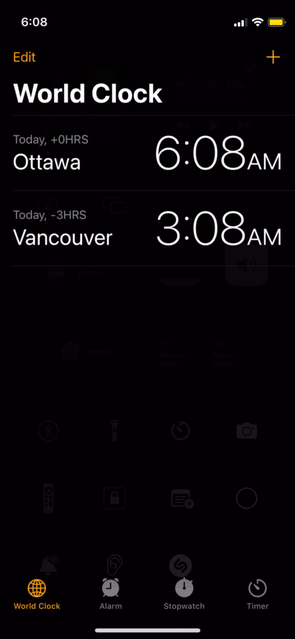 6:08
Edit
+
World Clock
Today, +0HRS
Ottawa
6:08AM
Today, -3HRS
Vancouver
3:08AM
World Clock
Alarm
Stopwatch
Timer